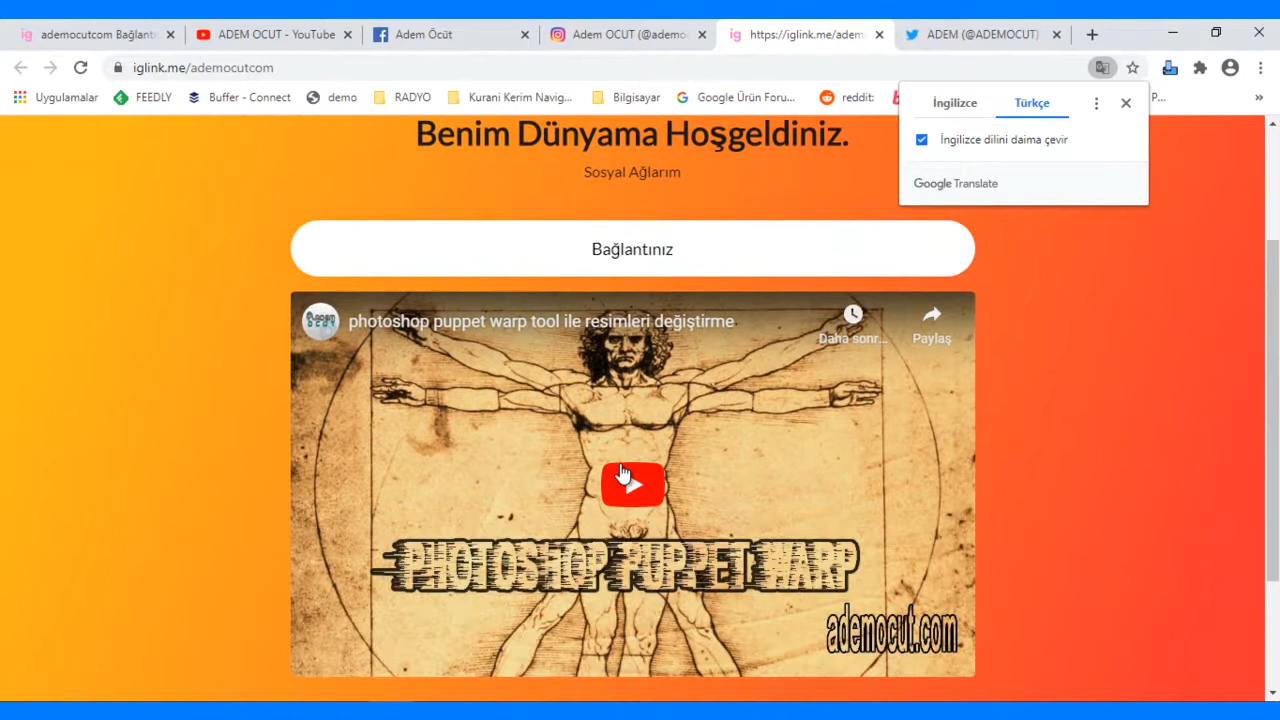 ademocutcom Bağlantı
ADEM OCUT - YouTube
Adem Öcüt
Adem OCUT (@ademo
https://iglink.me/adem
ADEM (@ADEMOCUT)
iglink.me/ademocutcom
Uygulamalar
FEEDLY
Buffer - Connect
demo
RADYO
Kurani Kerim Navig...
Bilgisayar
Google Ürün Foru...
reddit:
P...
»
İngilizce
Türkçe
İngilizce dilini daima çevir
Google Translate
Benim Dünyama Hoşgeldiniz.
Sosyal Ağlarım
Bağlantınız
ADEM OCUT
photoshop puppet warp tool ile resimleri değiştirme
Daha sonr...
Paylaş
PHOTOSHOP PUPPET WARP
ademocut.com